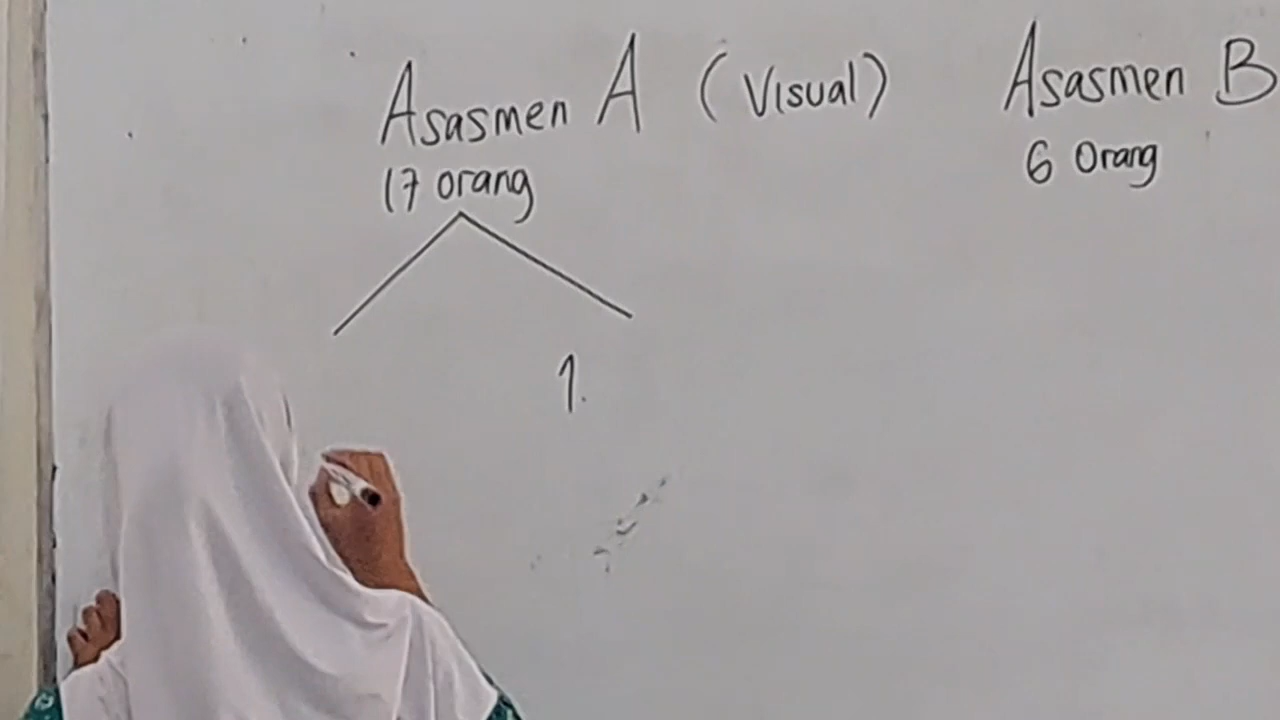 Asasmen A (Visual)
17 orang
1.
Asasmen B
6 Orang